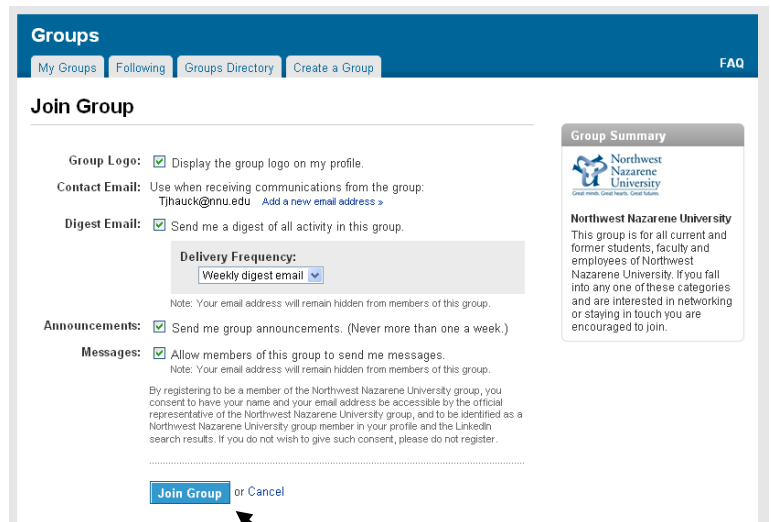 Groups
My Groups Following Groups Directory Create a Group FAQ
Join Group
Group Logo: Display the group logo on my profile.
Contact Email: Use when receiving communications from the group:
Tjhauck@nnu.edu Add a new email address »
Digest Email: Send me a digest of all activity in this group.
Delivery Frequency:
Weekly digest email
Note: Your email address will remain hidden from members of this group.
Announcements: Send me group announcements. (Never more than one a week.)
Messages: Allow members of this group to send me messages.
Note: Your email address will remain hidden from members of this group.
By registering to be a member of the Northwest Nazarene University group, you
consent to have your name and your email address be accessible by the official
representative of the Northwest Nazarene University group, and to be identified as a
Northwest Nazarene University group member in your profile and the LinkedIn
search results. If you do not wish to give such consent, please do not register.
Join Group or Cancel
Group Summary
Northwest
Nazarene
University
Great minds. Great hearts. Great futures.
Northwest Nazarene University
This group is for all current and
former students, faculty and
employees of Northwest
Nazarene University. If you fall
into any one of these categories
and are interested in networking
or staying in touch you are
encouraged to join.